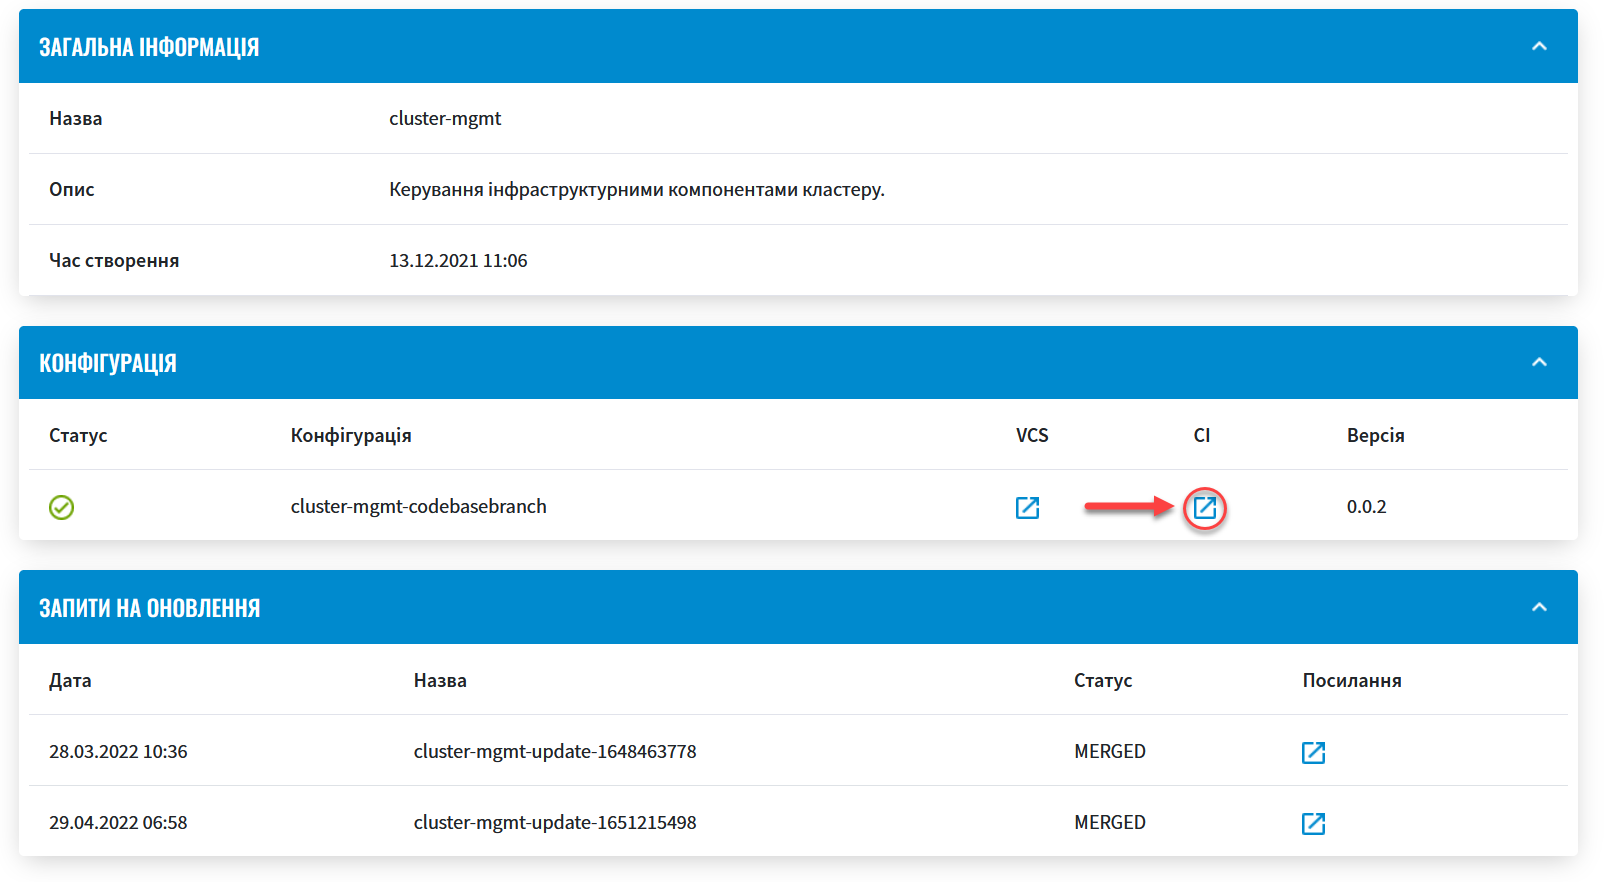 ЗАГАЛЬНА ІНФОРМАЦІЯ
Назва cluster-mgmt
Опис Керування інфраструктурними компонентами кластеру.
Час створення 13.12.2021 11:06
КОНФІГУРАЦІЯ
Статус Конфігурація VCS CI Версія
cluster-mgmt-codebasebranch 0.0.2
ЗАПИТИ НА ОНОВЛЕННЯ
Дата Назва Статус Посилання
28.03.2022 10:36 cluster-mgmt-update-1648463778 MERGED
29.04.2022 06:58 cluster-mgmt-update-1651215498 MERGED